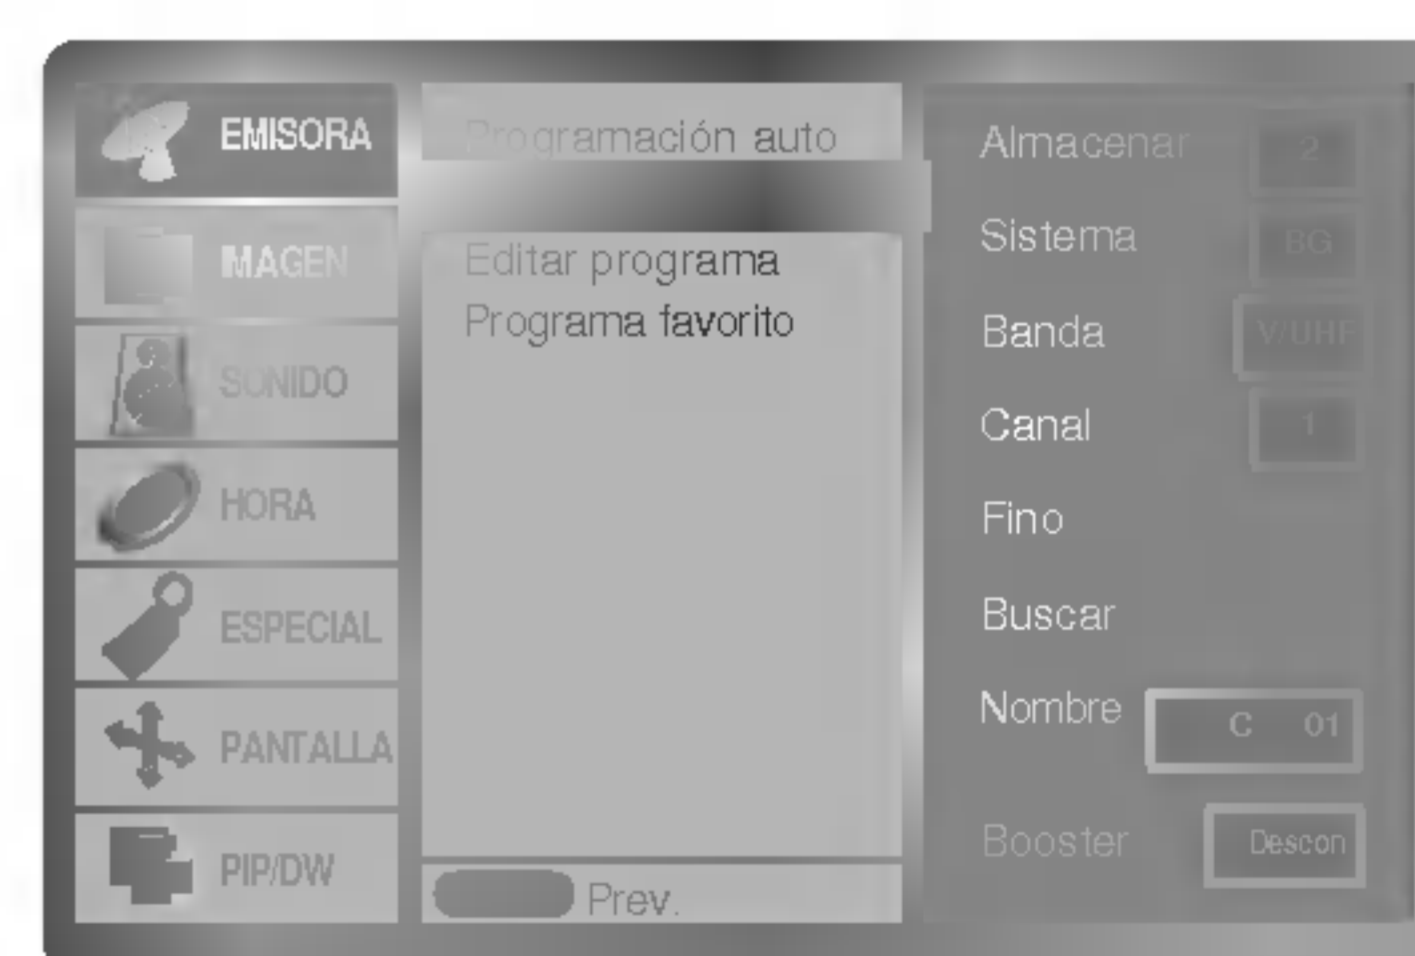 EMISORA
IMAGEN
SONIDO
HORA
ESPECIAL
PANTALLA
PIP/DW
Programación auto
Editar programa
Programa favorito
Prev.
Almacenar 2
Sistema BG
Banda V/UHF
Canal 1
Fino
Buscar
Nombre C 01
Booster Descon